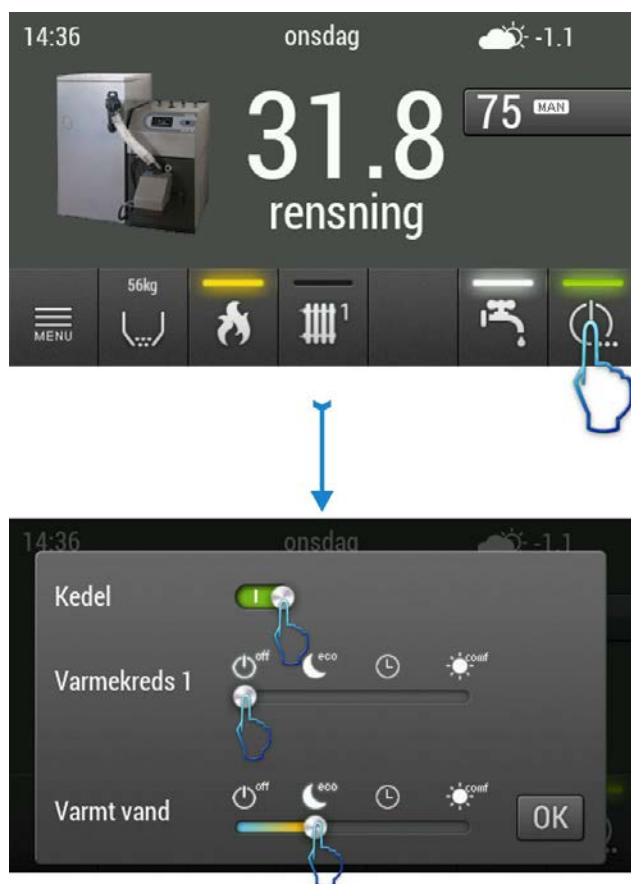 14:36 onsdag -1.1
31.8 75 MAN
rensning
56kg
MENU 1
14:36 onsdag -1.1
Kedel I
off eco comf
Varmekreds 1
off eco comf
Varmt vand OK